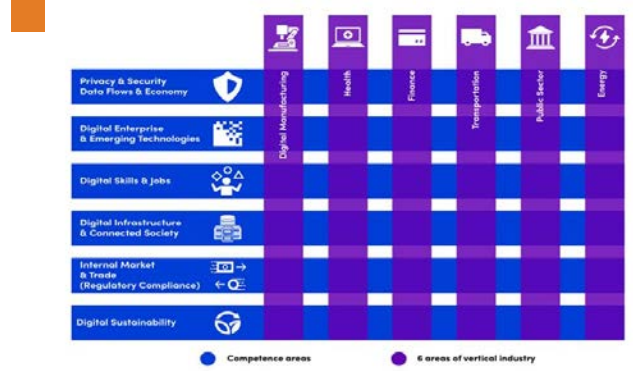 Digital Manufacturing
Health
Finance
Transportation
Public Sector
Energy
Privacy & Security
Data Flows & Economy
Digital Enterprise
& Emerging Technologies
Digital Skills & Jobs
Digital Infrastructure
& Connected Society
Internal Market
& Trade
(Regulatory Compliance)
Digital Sustainability
Competence areas
6 areas of vertical industry